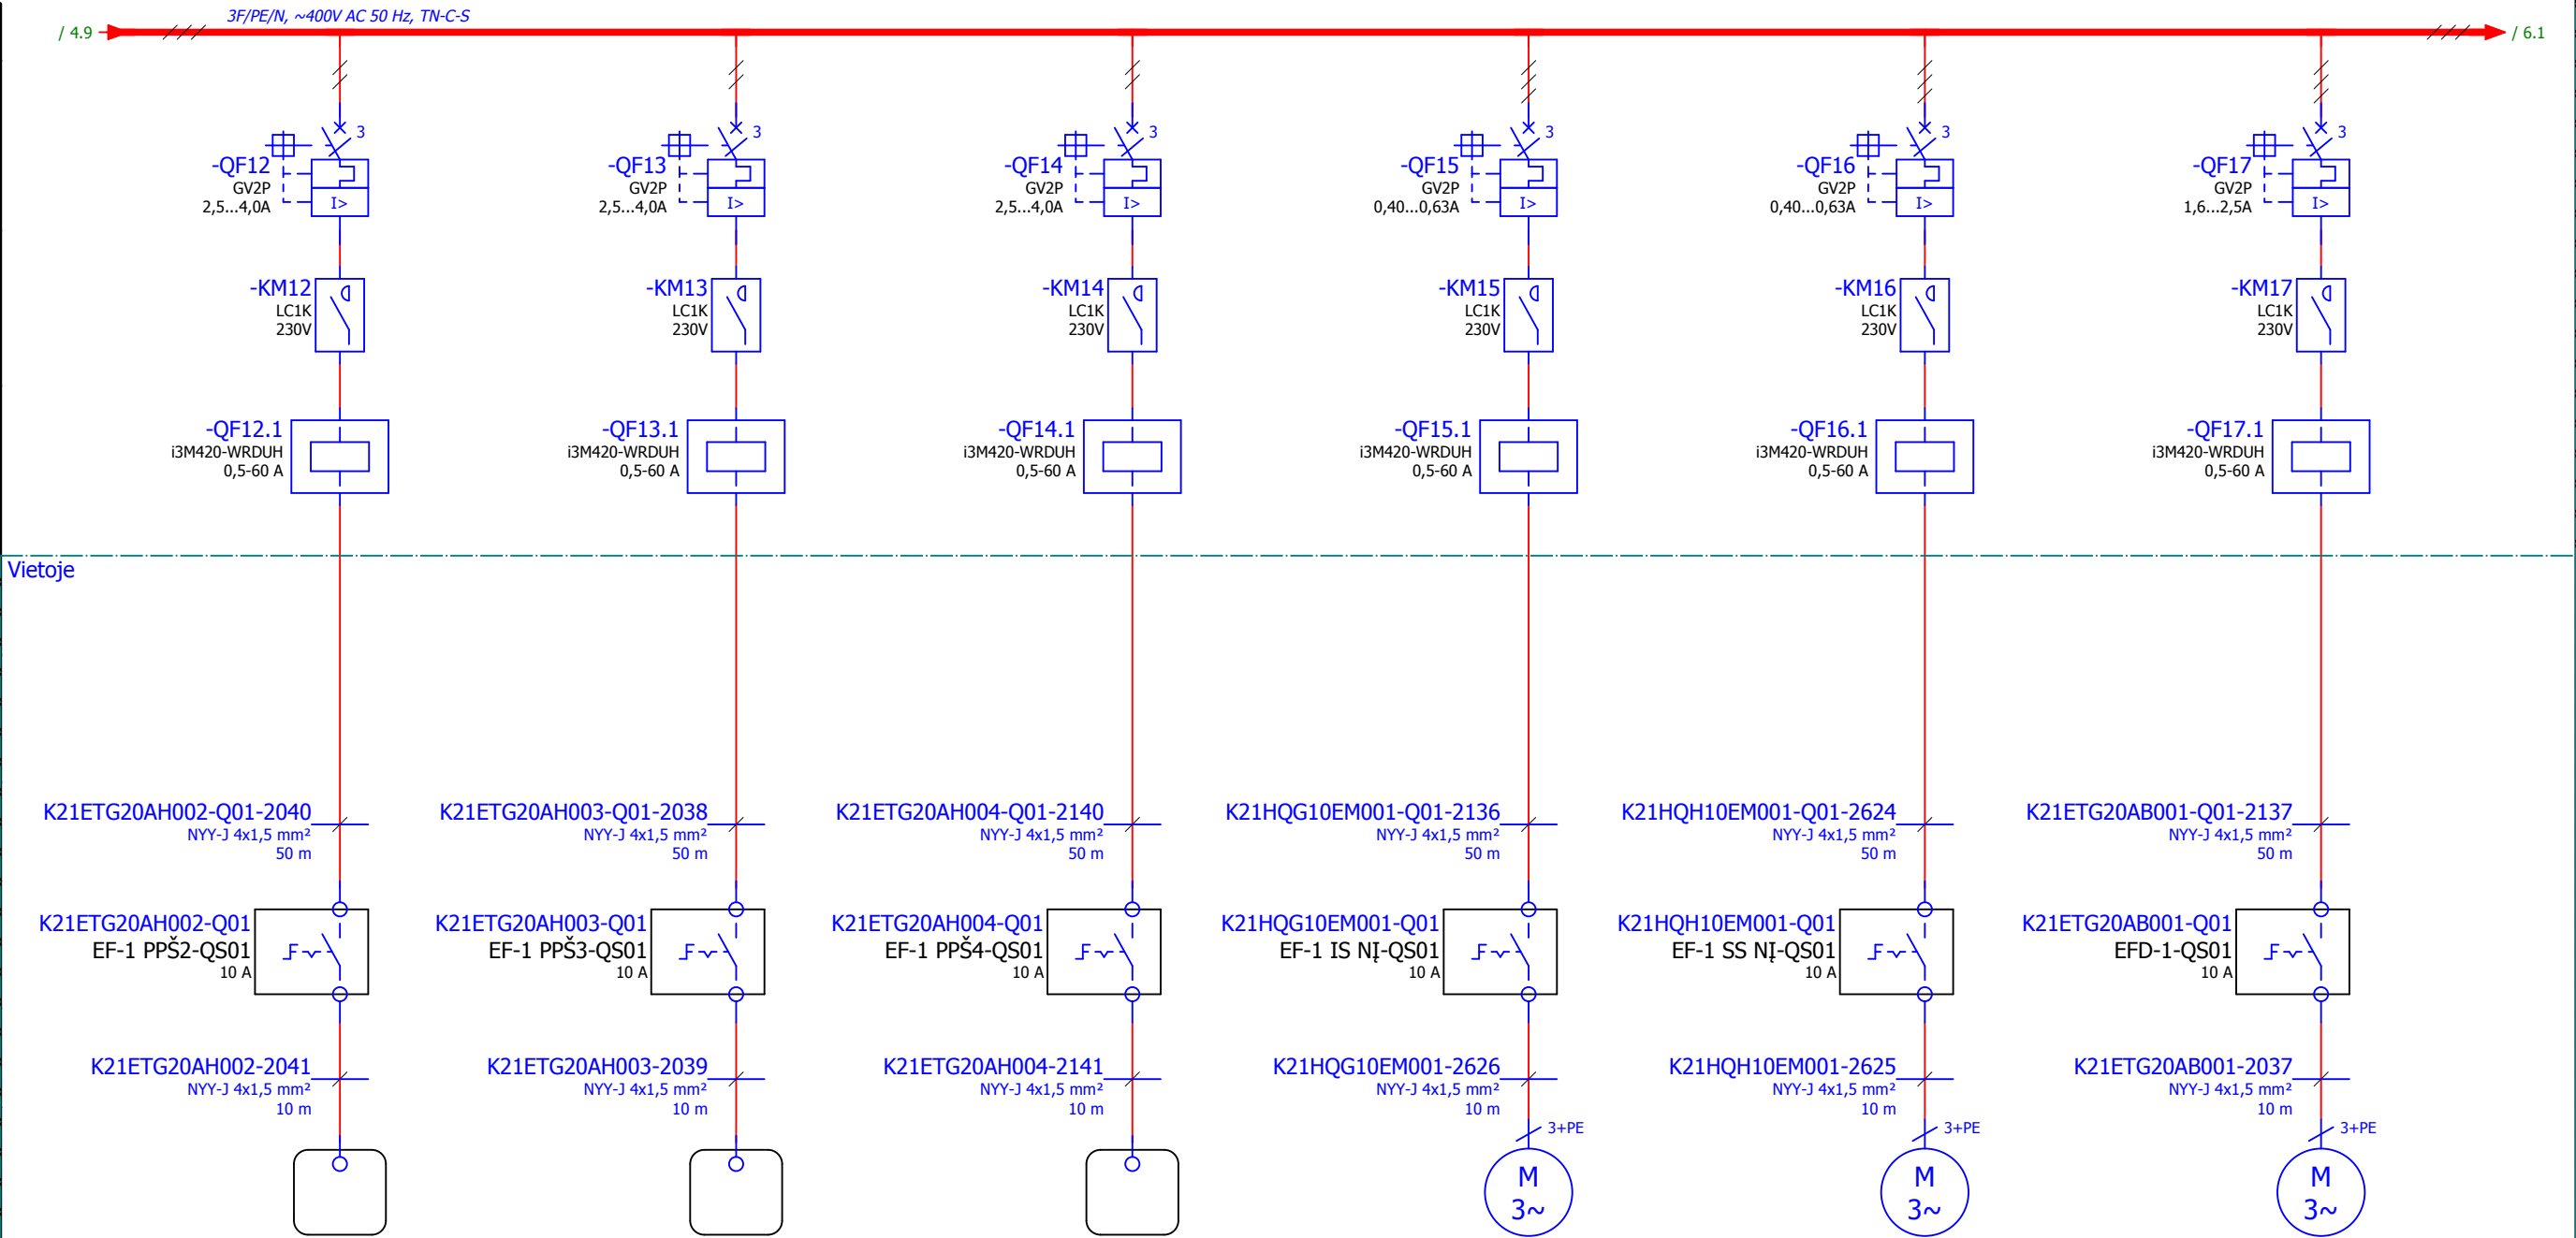 3F/PE/N, ~400V AC 50 Hz, TN-C-S
/ 4.9
/ 6.1
3
-QF12
GV2P
2,5...4,0A
I>
3
-QF13
GV2P
2,5...4,0A
I>
3
-QF14
GV2P
2,5...4,0A
I>
3
-QF15
GV2P
0,40...0,63A
I>
3
-QF16
GV2P
0,40...0,63A
I>
3
-QF17
GV2P
1,6...2,5A
I>
-KM12
LC1K
230V
-KM13
LC1K
230V
-KM14
LC1K
230V
-KM15
LC1K
230V
-KM16
LC1K
230V
-KM17
LC1K
230V
-QF12.1
i3M420-WRDUH
0,5-60 A
-QF13.1
i3M420-WRDUH
0,5-60 A
-QF14.1
i3M420-WRDUH
0,5-60 A
-QF15.1
i3M420-WRDUH
0,5-60 A
-QF16.1
i3M420-WRDUH
0,5-60 A
-QF17.1
i3M420-WRDUH
0,5-60 A
Vietoje
K21ETG20AH002-Q01-2040
NYY-J 4x1,5 mm²
50 m
K21ETG20AH003-Q01-2038
NYY-J 4x1,5 mm²
50 m
K21ETG20AH004-Q01-2140
NYY-J 4x1,5 mm²
50 m
K21HQG10EM001-Q01-2136
NYY-J 4x1,5 mm²
50 m
K21HQH10EM001-Q01-2624
NYY-J 4x1,5 mm²
50 m
K21ETG20AB001-Q01-2137
NYY-J 4x1,5 mm²
50 m
K21ETG20AH002-Q01
EF-1 PPŠ2-QS01
10 A
K21ETG20AH003-Q01
EF-1 PPŠ3-QS01
10 A
K21ETG20AH004-Q01
EF-1 PPŠ4-QS01
10 A
K21HQG10EM001-Q01
EF-1 IS NĮ-QS01
10 A
K21HQH10EM001-Q01
EF-1 SS NĮ-QS01
10 A
K21ETG20AB001-Q01
EFD-1-QS01
10 A
K21ETG20AH002-2041
NYY-J 4x1,5 mm²
10 m
K21ETG20AH003-2039
NYY-J 4x1,5 mm²
10 m
K21ETG20AH004-2141
NYY-J 4x1,5 mm²
10 m
K21HQG10EM001-2626
NYY-J 4x1,5 mm²
10 m
K21HQH10EM001-2625
NYY-J 4x1,5 mm²
10 m
K21ETG20AB001-2037
NYY-J 4x1,5 mm²
10 m
3+PE
M
3~
3+PE
M
3~
3+PE
M
3~